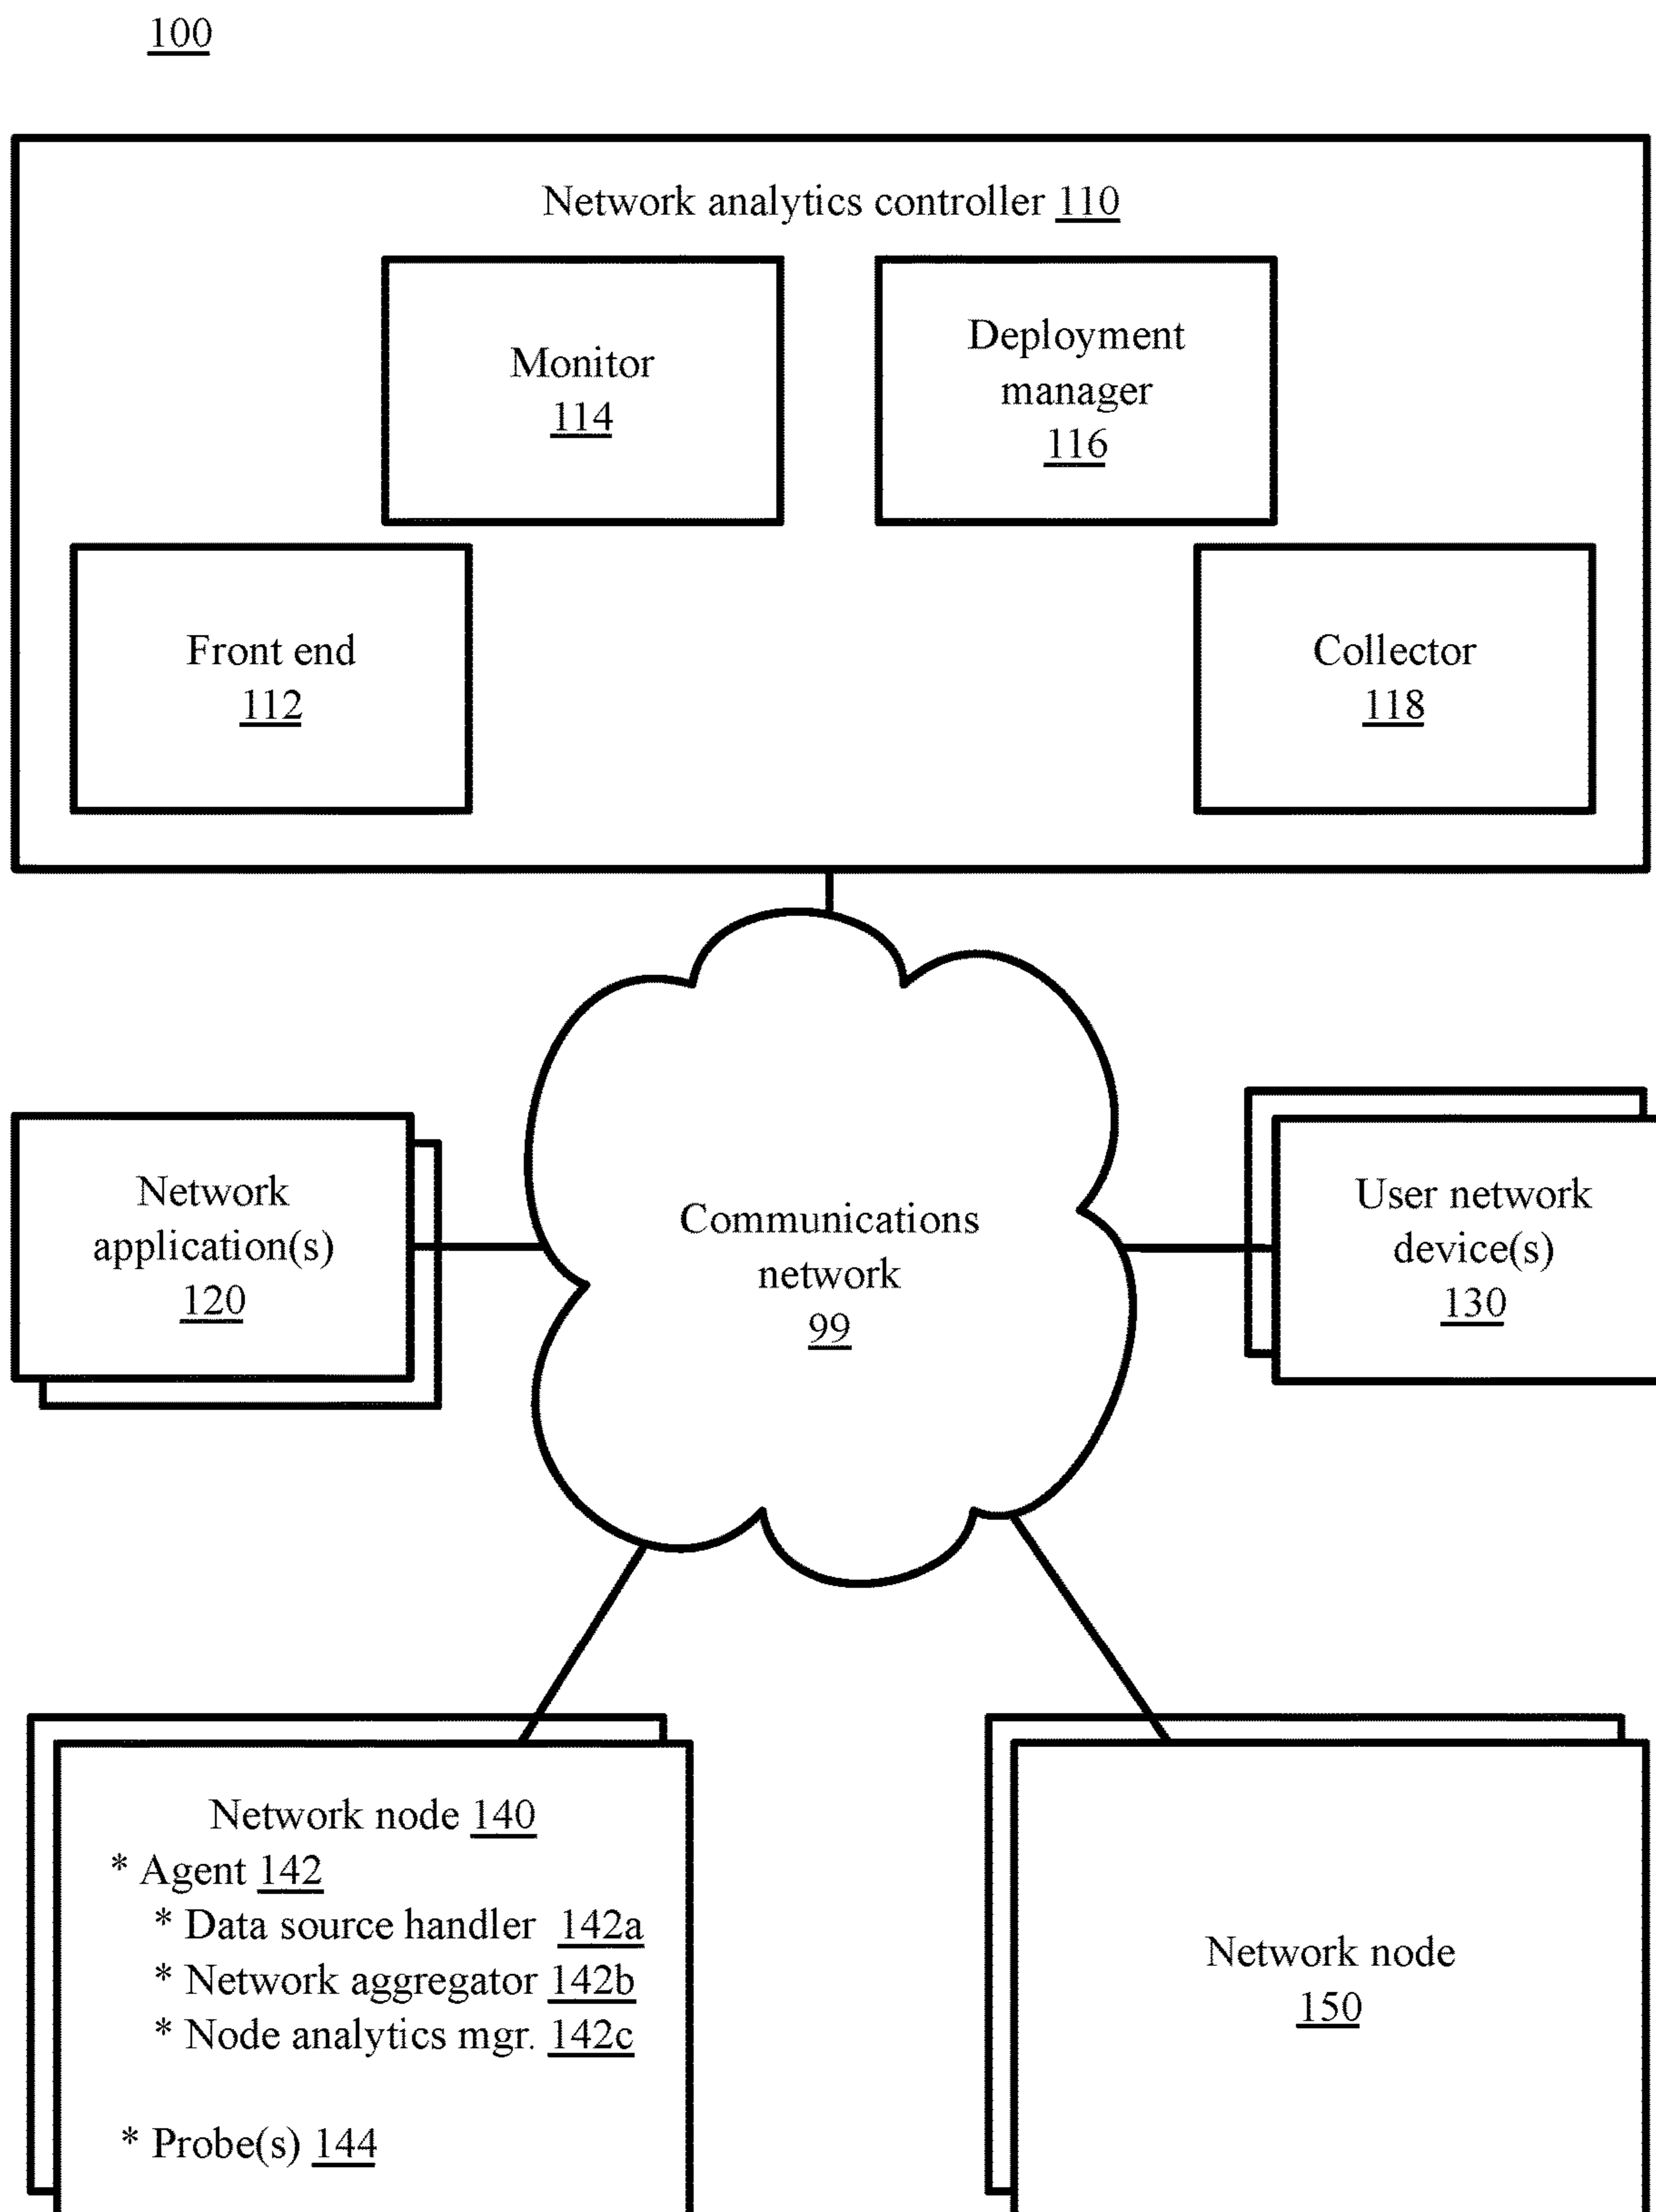 100
Network analytics controller 110
Monitor
114
Deployment
manager
116
Front end
112
Collector
118
Network
application(s)
120
Communications
network
99
User network
device(s)
130
Network node 140
* Agent 142
* Data source handler 142a
* Network aggregator 142b
* Node analytics mgr. 142c
* Probe(s) 144
Network node
150